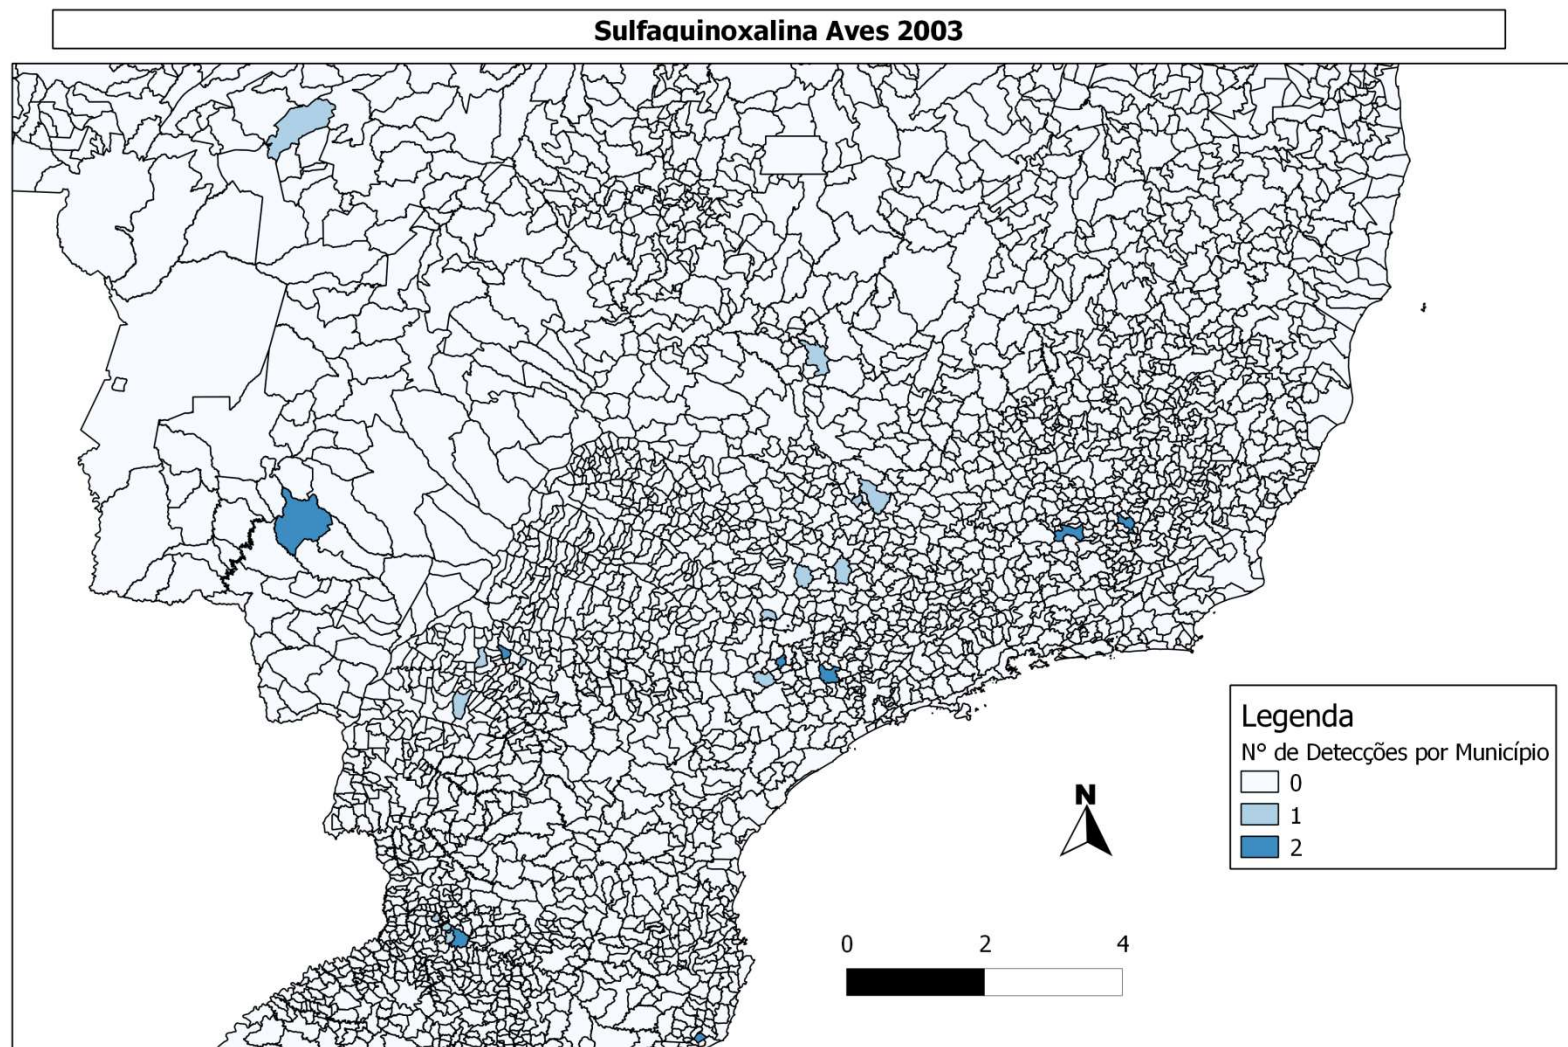 Sulfaquinoxalina Aves 2003
N
Legenda
N° de Detecções por Município
0
1
2
0 2 4